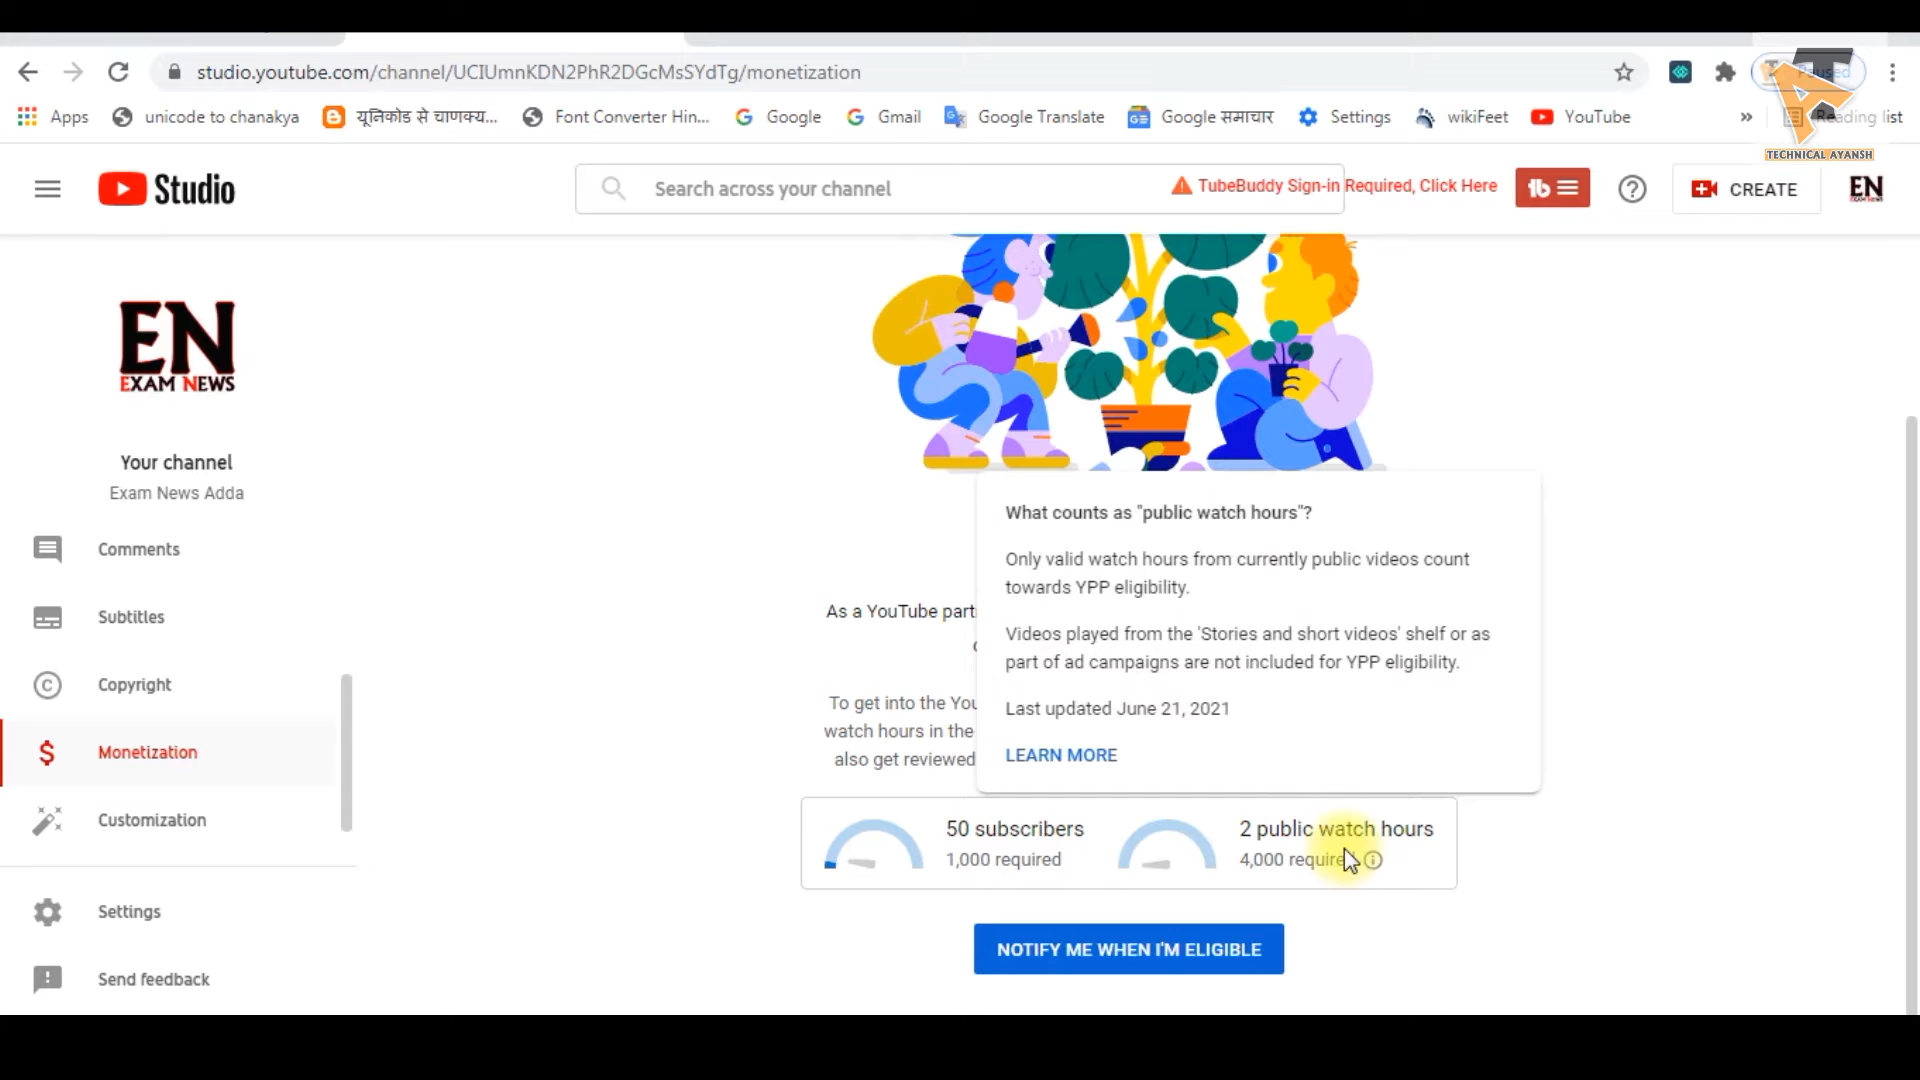 studio.youtube.com/channel/UCIUmnKDN2PhR2DGcMsSYdTg/monetization
Paused
Apps unicode to chanakya यूनिकोड से चाणक्य... Font Converter Hin... Google Gmail Google Translate Google समाचार Settings wikiFeet YouTube » Reading list
TECHNICAL AYANSH
Studio
Search across your channel
TubeBuddy Sign-in Required, Click Here
CREATE
EN
EXAM NEWS
EN
EXAM NEWS
Your channel
Exam News Adda
Comments
Subtitles
Copyright
Monetization
Customization
Settings
Send feedback
What counts as "public watch hours"?
Only valid watch hours from currently public videos count
towards YPP eligibility.
Videos played from the 'Stories and short videos' shelf or as
part of ad campaigns are not included for YPP eligibility.
Last updated June 21, 2021
LEARN MORE
As a YouTube part
To get into the You
watch hours in the
also get reviewed
50 subscribers
1,000 required
2 public watch hours
4,000 require
NOTIFY ME WHEN I'M ELIGIBLE